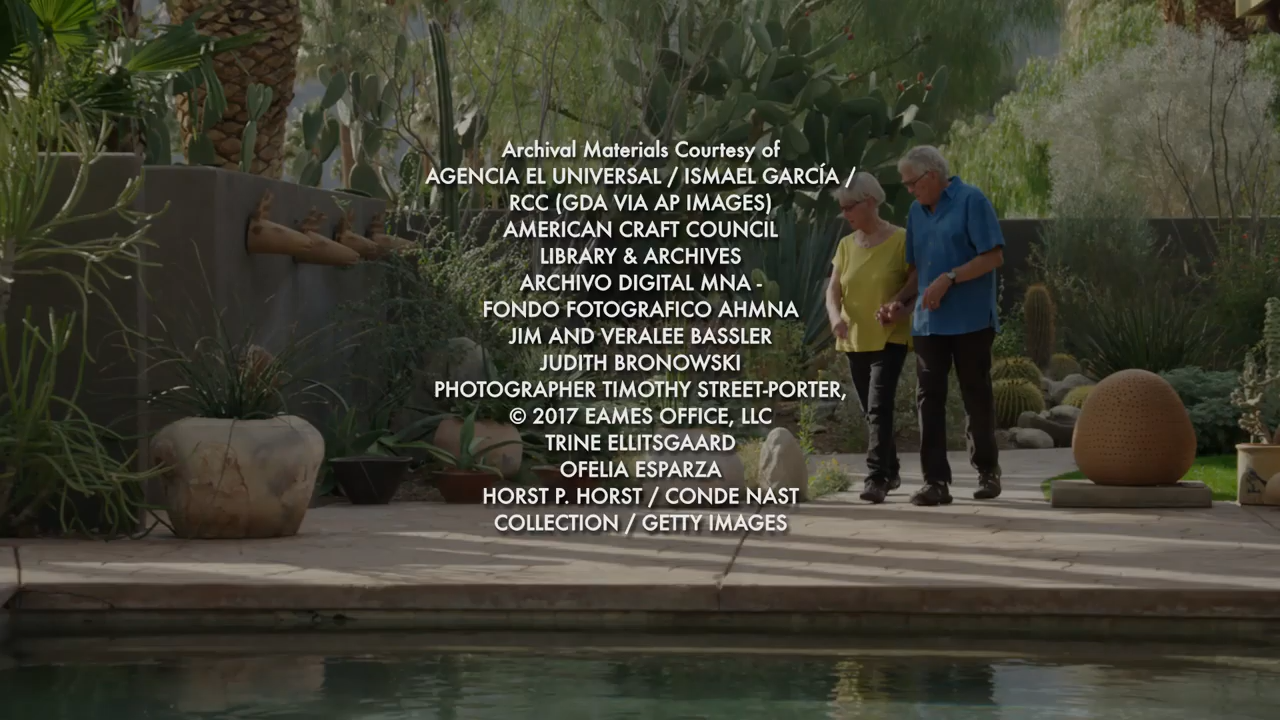 Archival Materials Courtesy of
AGENCIA EL UNIVERSAL / ISMAEL GARCÍA /
RCC (GDA VIA AP IMAGES)
AMERICAN CRAFT COUNCIL
LIBRARY & ARCHIVES
ARCHIVO DIGITAL MNA -
FONDO FOTOGRAFICO AHMNA
JIM AND VERALEE BASSLER
JUDITH BRONOWSKI
PHOTOGRAPHER TIMOTHY STREET-PORTER,
© 2017 EAMES OFFICE, LLC
TRINE ELLITSGAARD
OFELIA ESPARZA
HORST P. HORST / CONDE NAST
COLLECTION / GETTY IMAGES